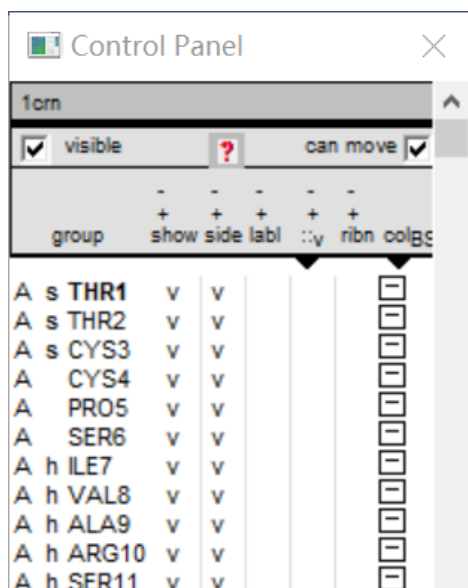 Control Panel
1crn
visible ? can move
- - - - -
+ + + + +
group show side labl ::v ribn colBS
A s THR1 v v
A s THR2 v v
A s CYS3 v v
A CYS4 v v
A PRO5 v v
A SER6 v v
A h ILE7 v v
A h VAL8 v v
A h ALA9 v v
A h ARG10 v v
A h SER11 v v